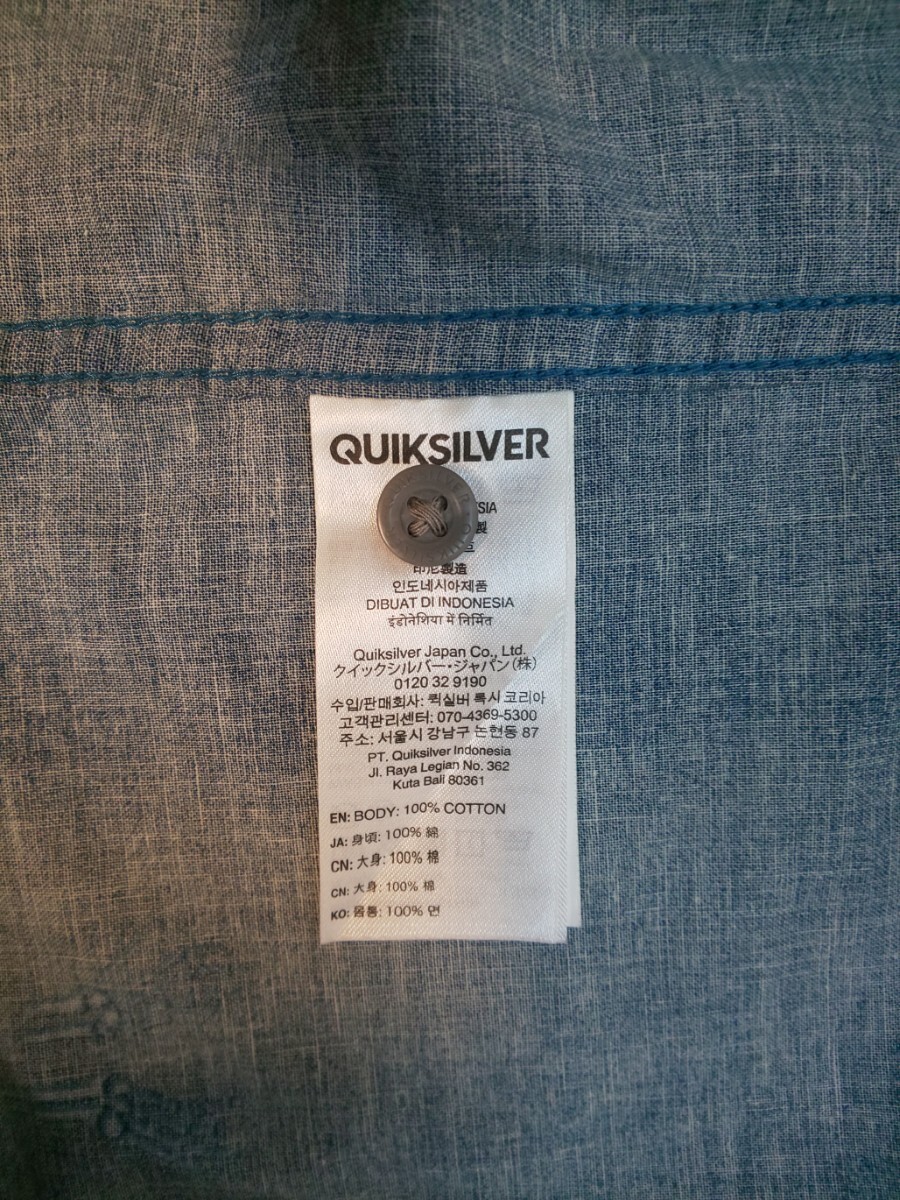 QUIKSILVER
印尼製造
인도네시아제품
DIBUAT DI INDONESIA
इंडोनेशिया में निर्मित
Quiksilver Japan Co., Ltd.
クイックシルバー・ジャパン(株)
0120 32 9190
수입/판매회사: 퀵실버 록시 코리아
고객관리센터: 070-4369-5300
주소: 서울시 강남구 논현동 87
PT. Quiksilver Indonesia
Jl. Raya Legian No. 362
Kuta Bali 80361
EN: BODY: 100% COTTON
JA: 身頃: 100% 綿
CN: 大身: 100% 棉
CN: 大身: 100% 棉
KO: 몸통: 100% 면